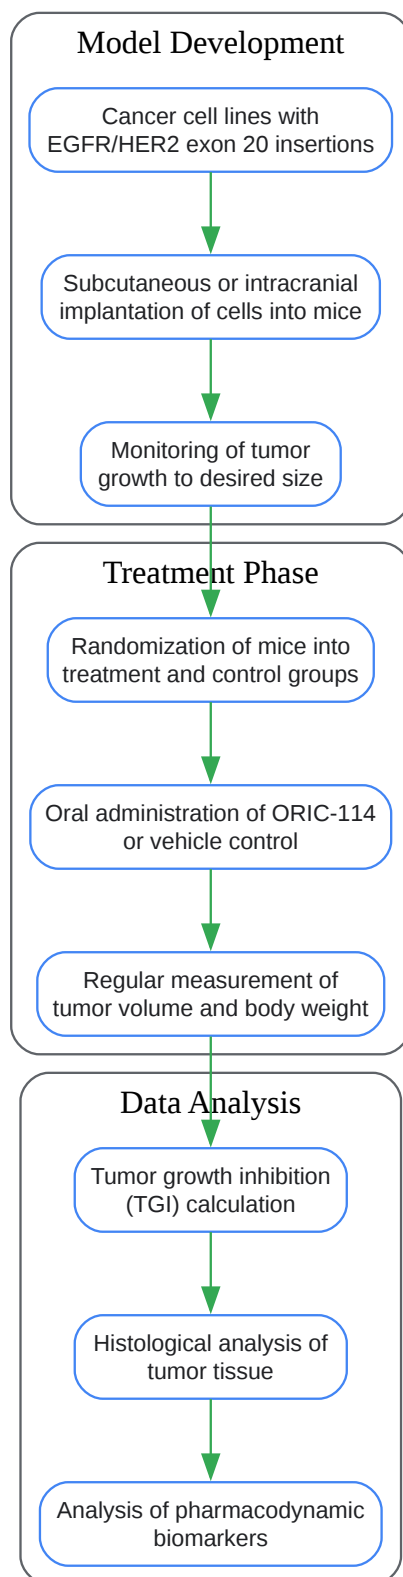 Model Development
Cancer cell lines with
EGFR/HER2 exon 20 insertions
Subcutaneous or intracranial
implantation of cells into mice
Monitoring of tumor
growth to desired size
Treatment Phase
Randomization of mice into
treatment and control groups
Oral administration of ORIC-114
or vehicle control
Regular measurement of
tumor volume and body weight
Data Analysis
Tumor growth inhibition
(TGI) calculation
Histological analysis of
tumor tissue
Analysis of pharmacodynamic
biomarkers